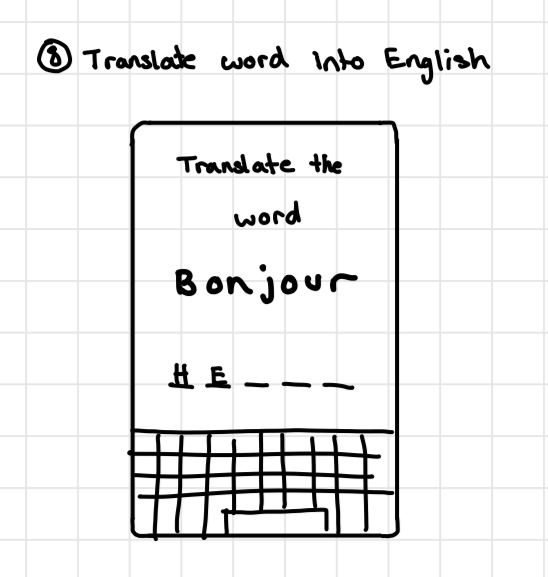 ⑧ Translate word into English
Translate the
word
Bonjour
H E _ _ _